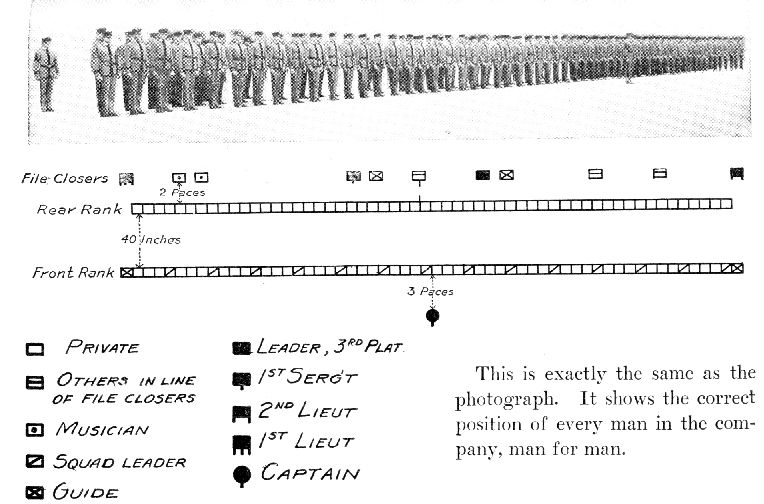 File Closers
2 Paces
Rear Rank
40 Inches
Front Rank
3 Paces
PRIVATE
OTHERS IN LINE
OF FILE CLOSERS
MUSICIAN
SQUAD LEADER
GUIDE
LEADER, 3RD PLAT.
1ST SERG'T
2ND LIEUT
1ST LIEUT
CAPTAIN
This is exactly the same as the
photograph. It shows the correct
position of every man in the com-
pany, man for man.